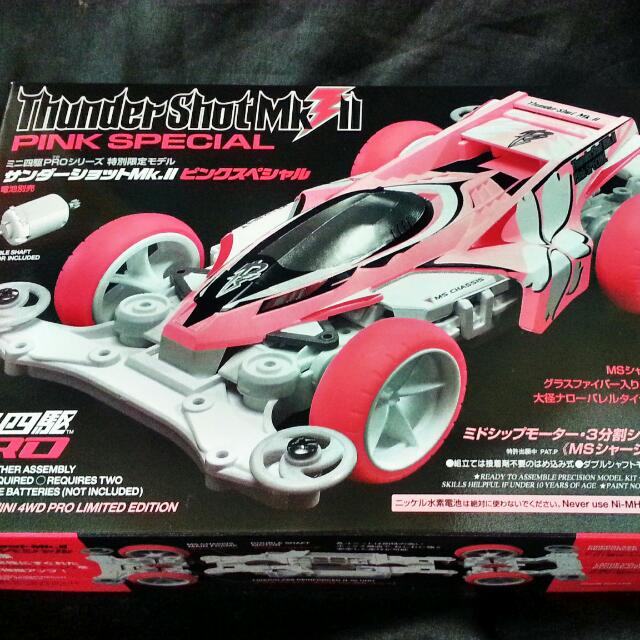 Thunder Shot Mk II
PINK SPECIAL
ミニ四駆PROシリーズ 特別限定モデル
サンダーショットMk.II ピンクスペシャル
電池別売
BLE SHAFT
OR INCLUDED
Thunder Shot Mk.II
MS CHASSIS
MSシャ
グラスファイバー入り
大径ナローバレルタイ
四駆
RO
ミドシップモーター・3分割シ
特許出願中 PAT.P
(MSシャーシ
●組立ては接着剤不要のはめ込み式●ダブルシャフトモ
★READY TO ASSEMBLE PRECISION MODEL KIT
SKILLS HELPFUL IF UNDER 10 YEARS OF AGE ★PAINT NO
THER ASSEMBLY
QUIRED ○REQUIRES TWO
E BATTERIES (NOT INCLUDED)
INI 4WD PRO LIMITED EDITION
ニッケル水素電池は絶対に使わないでください。Never use Ni-MH